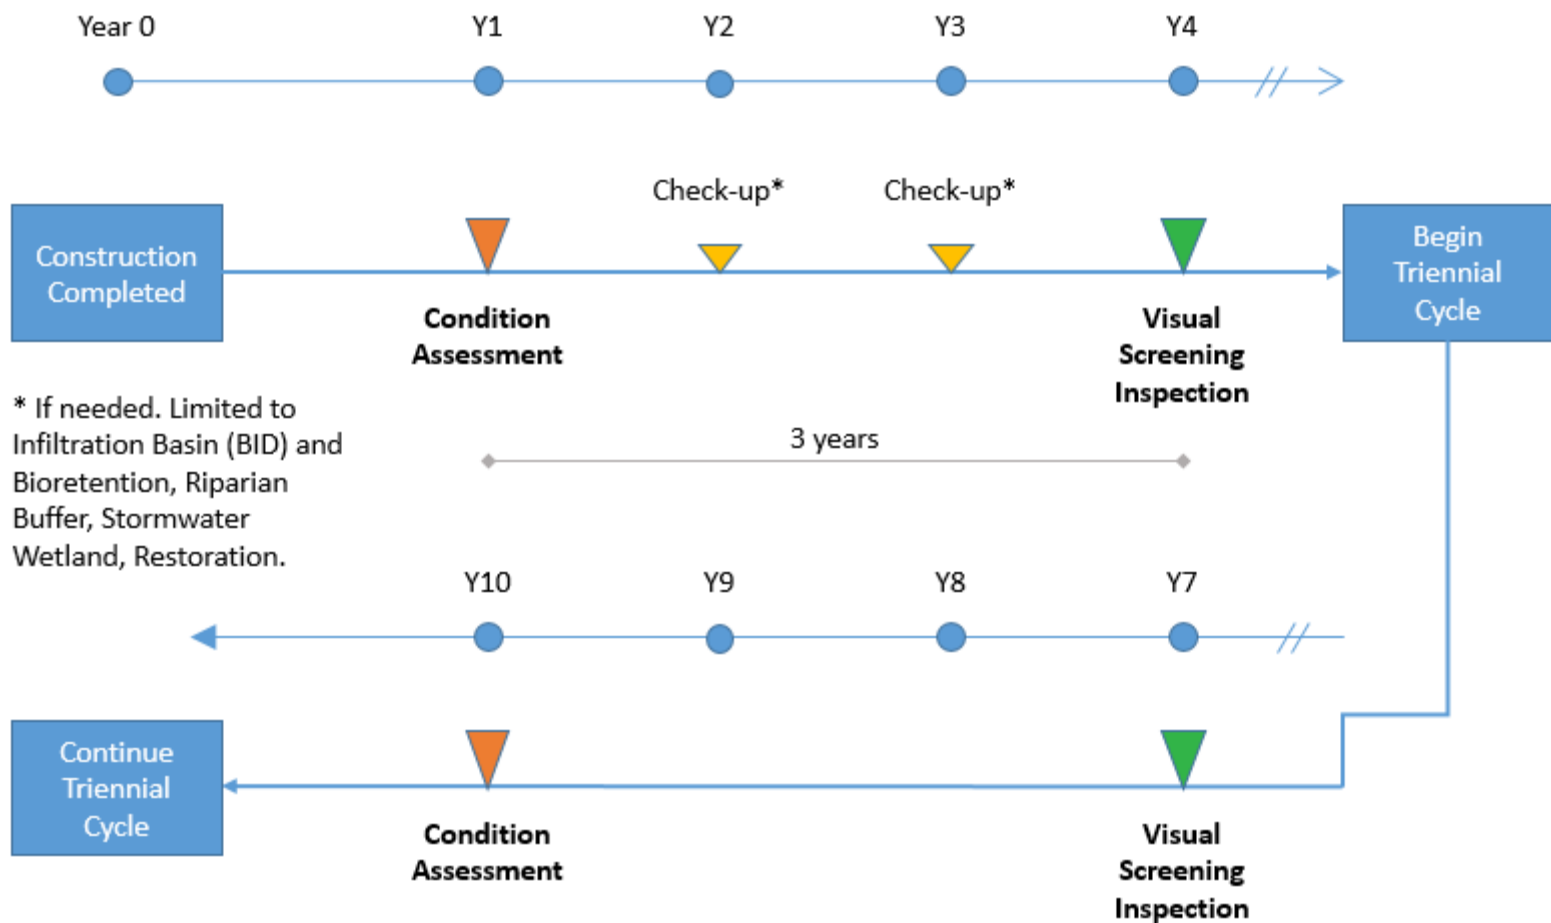 Year 0
Y1
Y2
Y3
Y4
Check-up*
Check-up*
Construction
Completed
Begin
Triennial
Cycle
Condition
Assessment
Visual
Screening
Inspection
* If needed. Limited to
Infiltration Basin (BID) and
Bioretention, Riparian
Buffer, Stormwater
Wetland, Restoration.
3 years
Y10
Y9
Y8
Y7
Continue
Triennial
Cycle
Condition
Assessment
Visual
Screening
Inspection